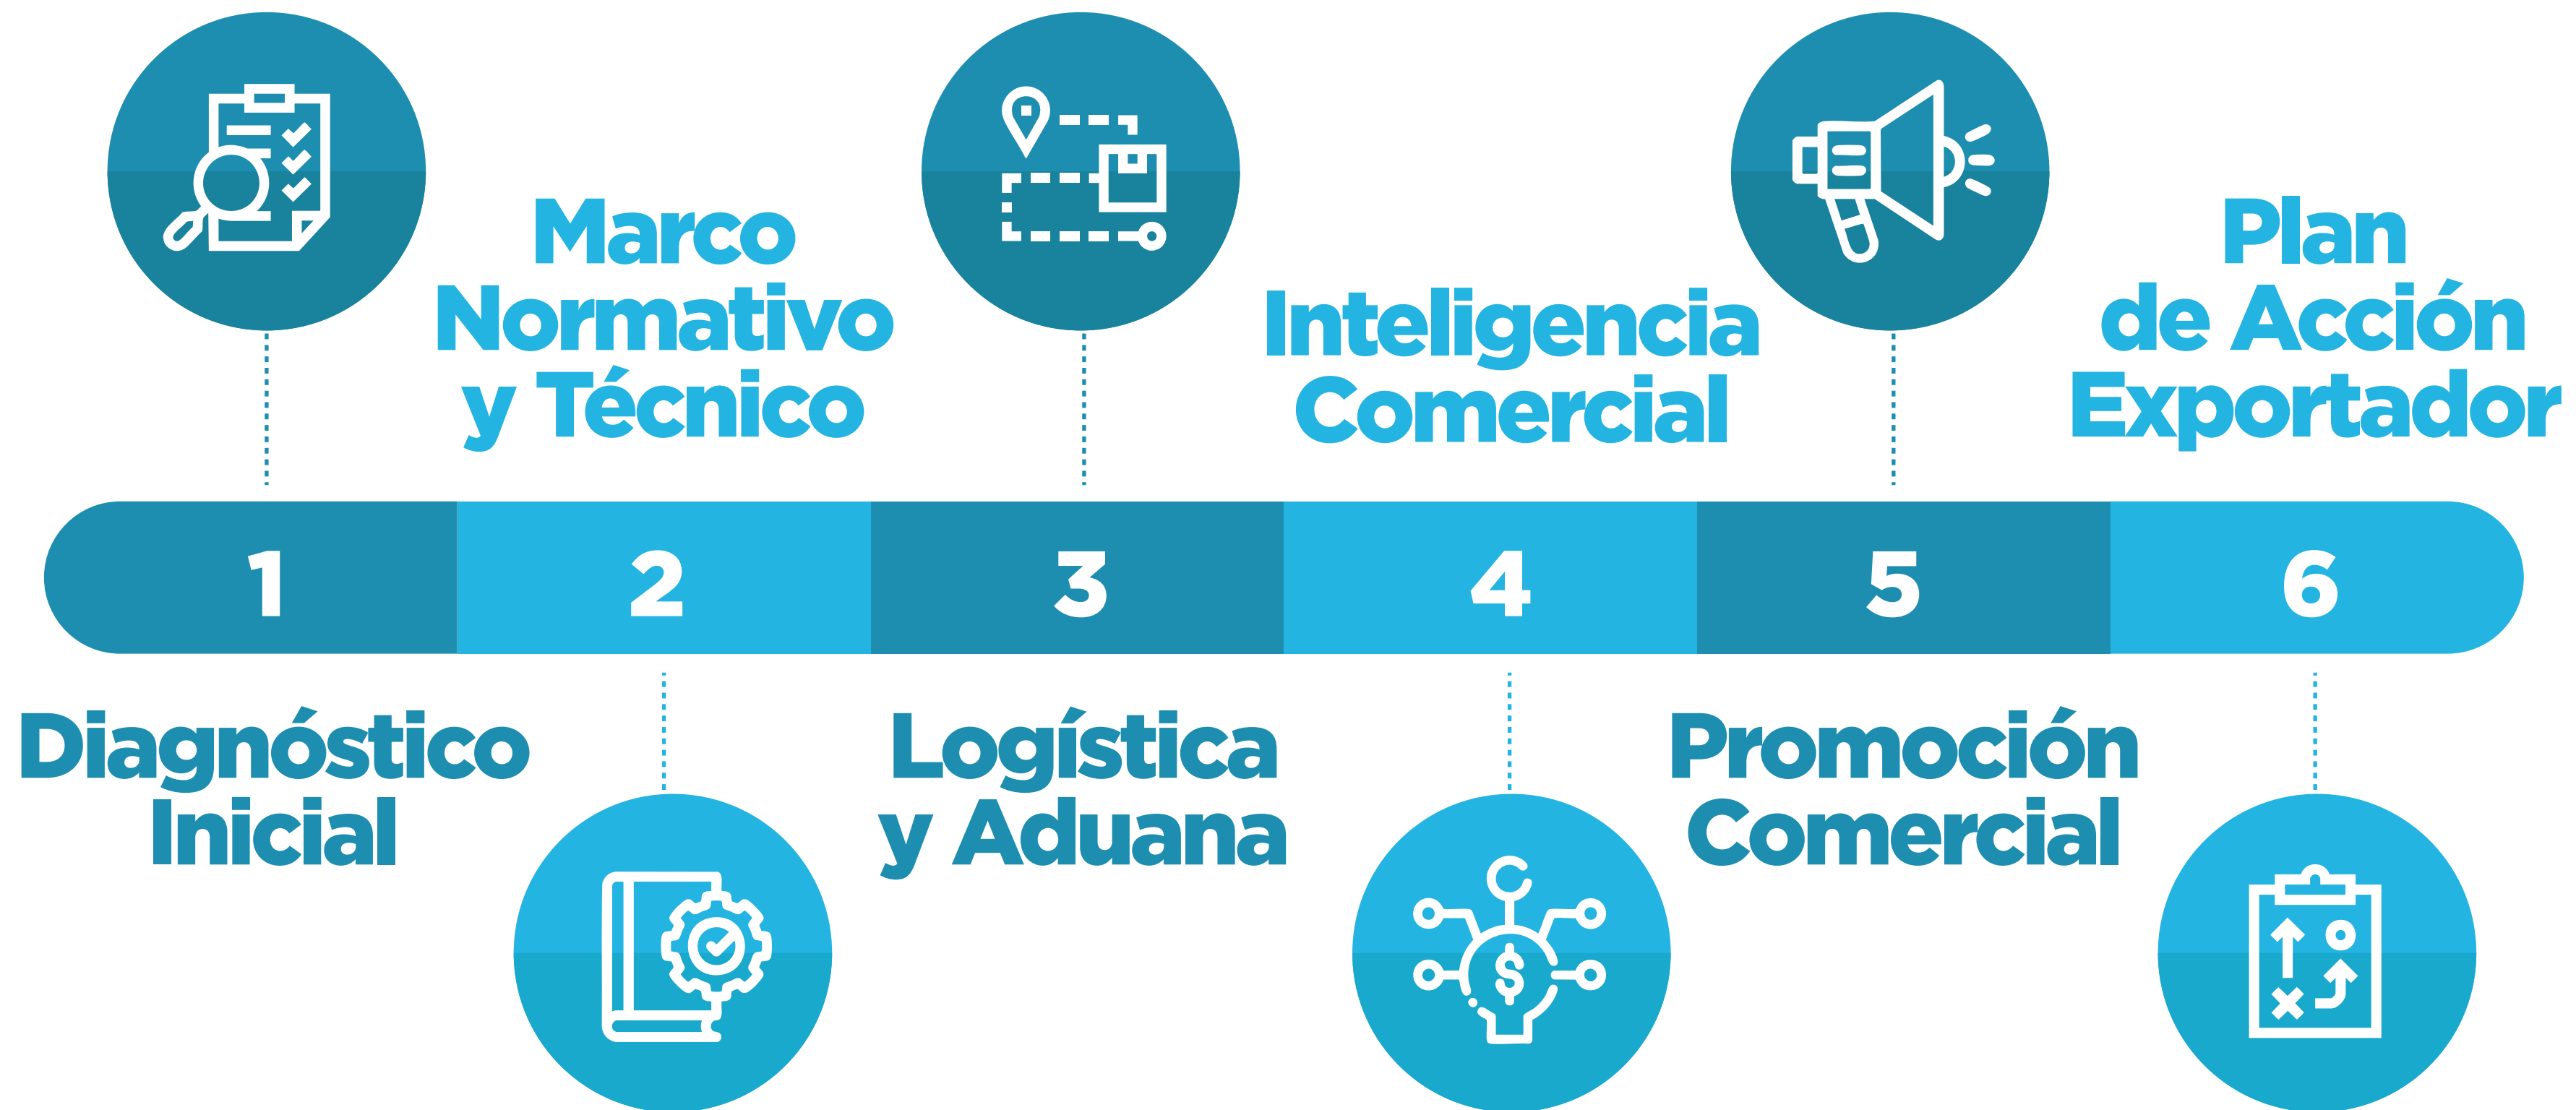 Marco
Normativo
y Técnico
Inteligencia
Comercial
Plan
de Acción
Exportador
1 2 3 4 5 6
Diagnóstico
Inicial
Logística
y Aduana
Promoción
Comercial
$